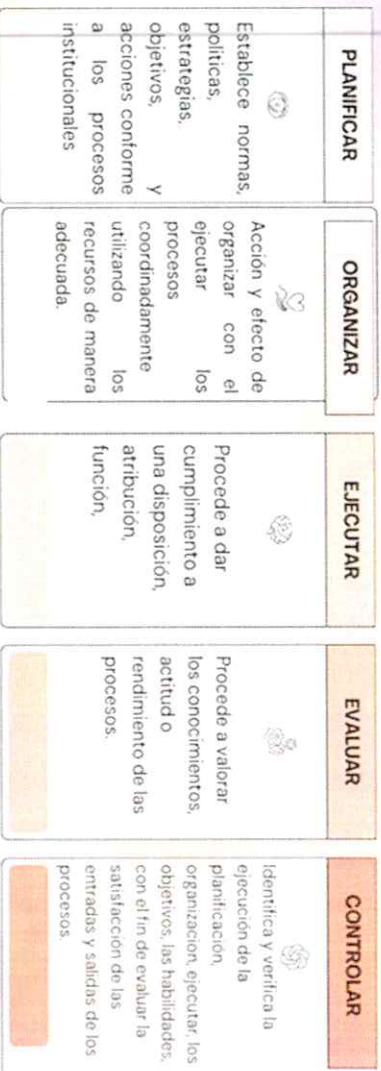 PLANIFICAR
Establece normas,
políticas,
estrategias,
objetivos, y
acciones conforme
a los procesos
institucionales
ORGANIZAR
Acción y efecto de
organizar con el
ejecutar los
procesos
coordinadamente
utilizando los
recursos de manera
adecuada.
EJECUTAR
Procede a dar
cumplimiento a
una disposición,
atribución,
función,
EVALUAR
Procede a valorar
los conocimientos,
actitud o
rendimiento de las
procesos.
CONTROLAR
Identifica y verifica la
ejecución de la
planificación,
organización, ejecutar, los
objetivos, las habilidades,
con el fin de evaluar la
satisfacción de las
entradas y salidas de los
procesos.